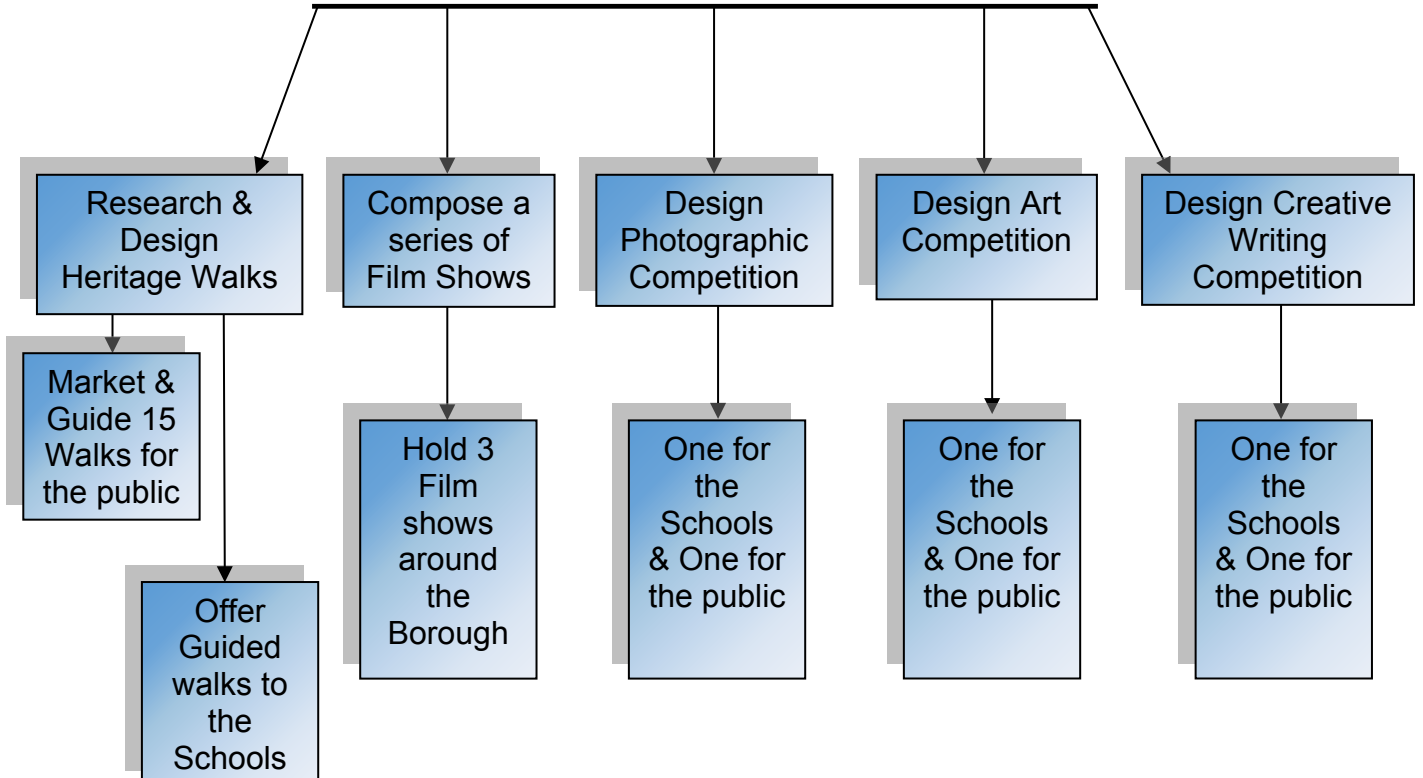 Research &
Design
Heritage Walks
Compose a
series of
Film Shows
Design
Photographic
Competition
Design Art
Competition
Design Creative
Writing
Competition
Market &
Guide 15
Walks for
the public
Offer
Guided
walks to
the
Schools
Hold 3
Film
shows
around
the
Borough
One for
the
Schools
& One for
the public
One for
the
Schools
& One for
the public
One for
the
Schools
& One for
the public